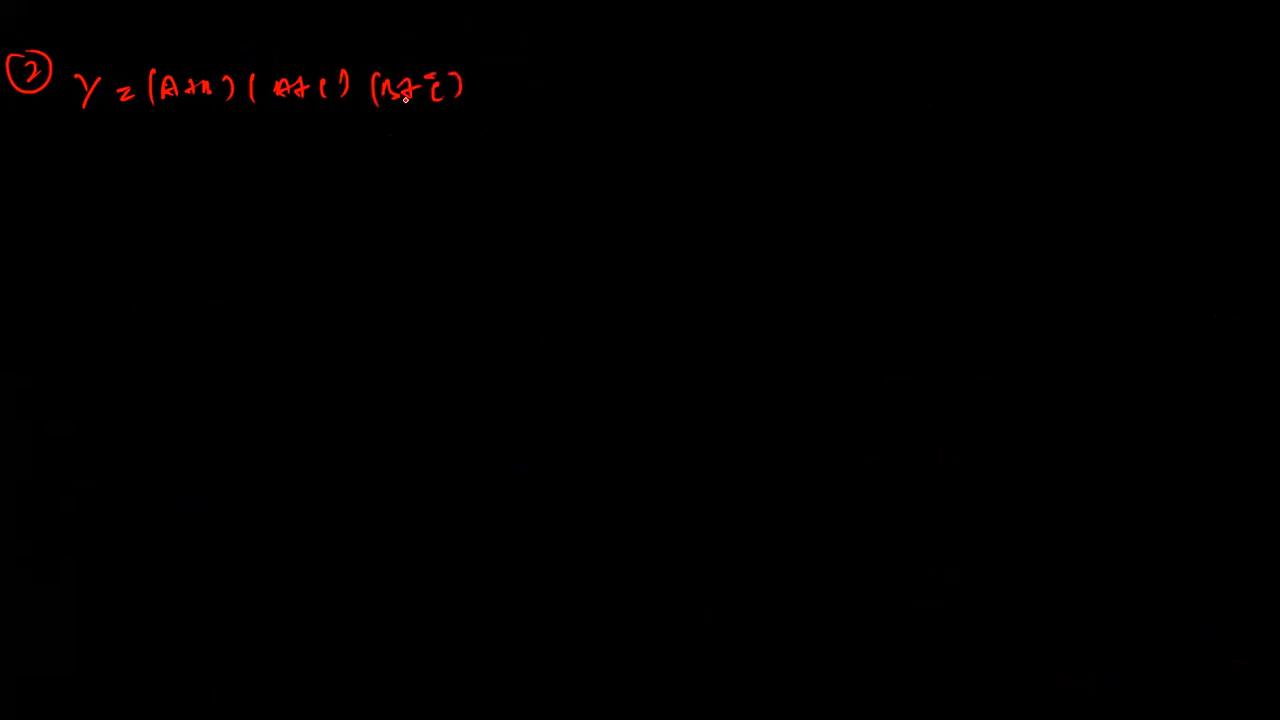 ② Y = (A+B) (A+C) (B+C̅)